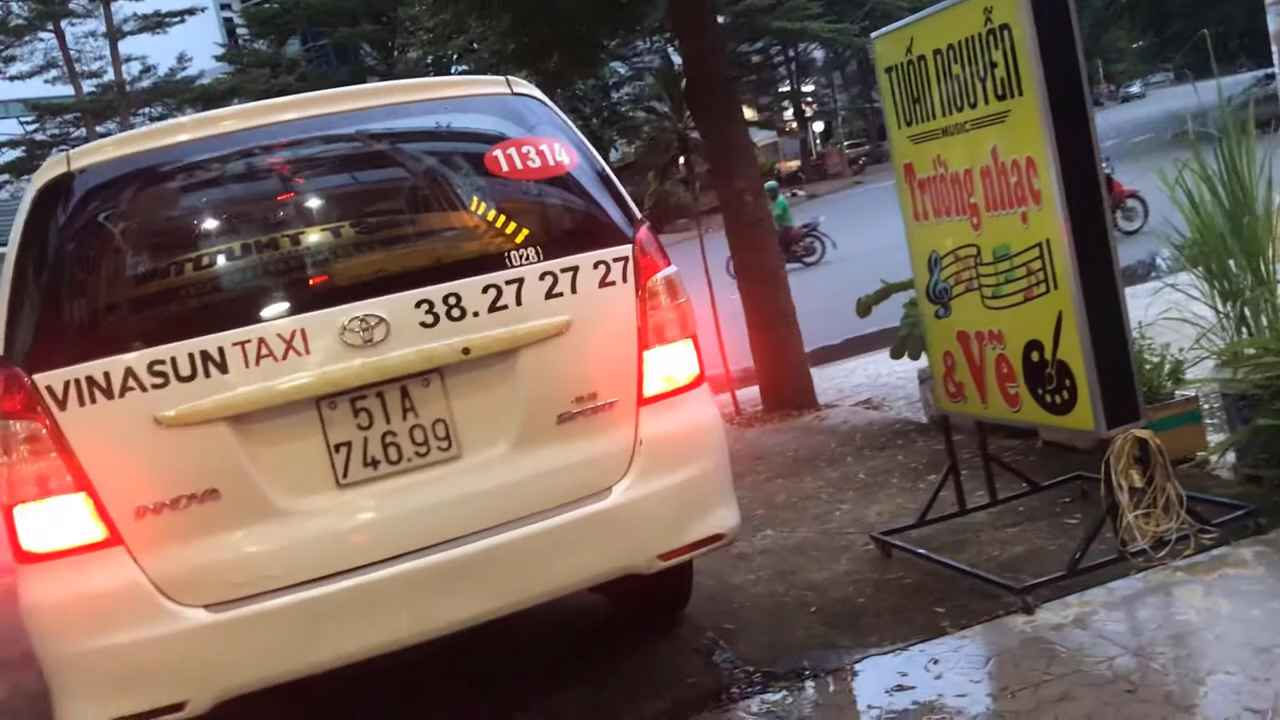 11314
(028)
38.27 27 27
VINASUN TAXI
51A
746.99
INNOVA
TUẤN NGUYỄN
MUSIC
Trường nhạc
& Vẽ